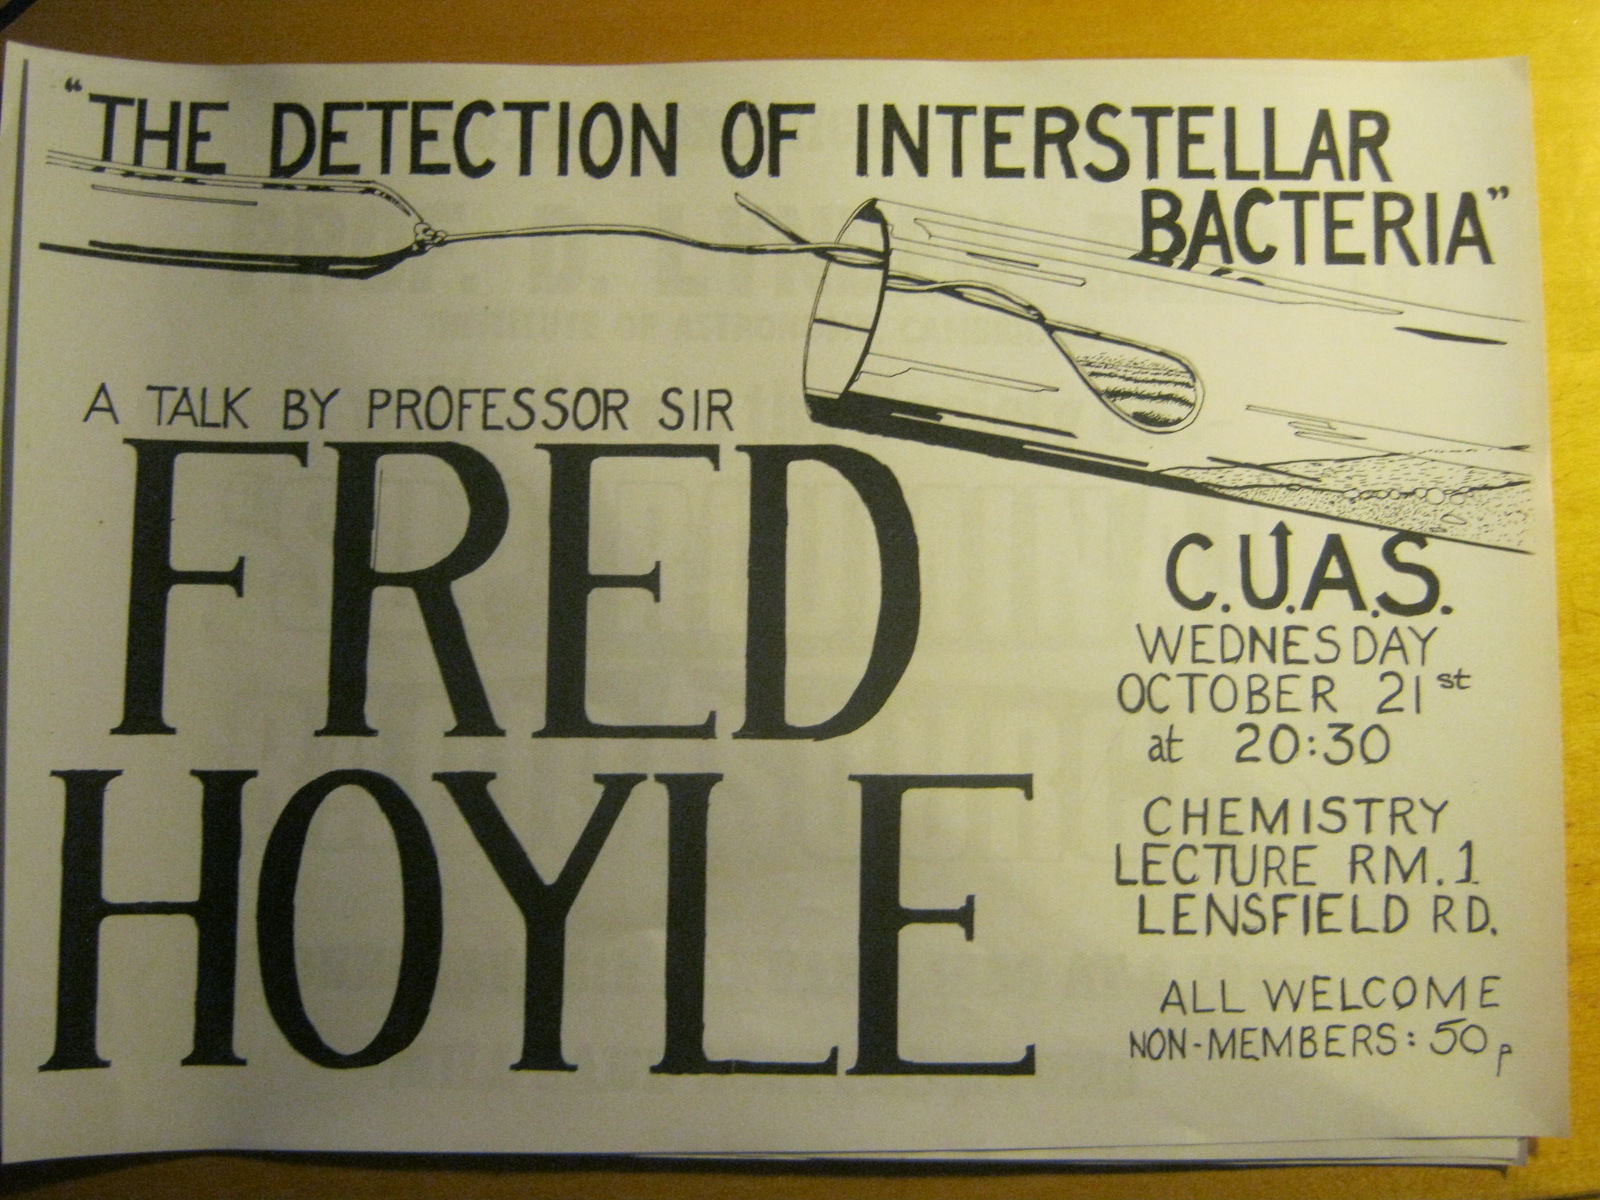 "THE DETECTION OF INTERSTELLAR
BACTERIA"
A TALK BY PROFESSOR SIR
FRED
HOYLE
C.U.A.S.
WEDNESDAY
OCTOBER 21st
at 20:30
CHEMISTRY
LECTURE RM.1
LENSFIELD RD.
ALL WELCOME
NON-MEMBERS: 50p